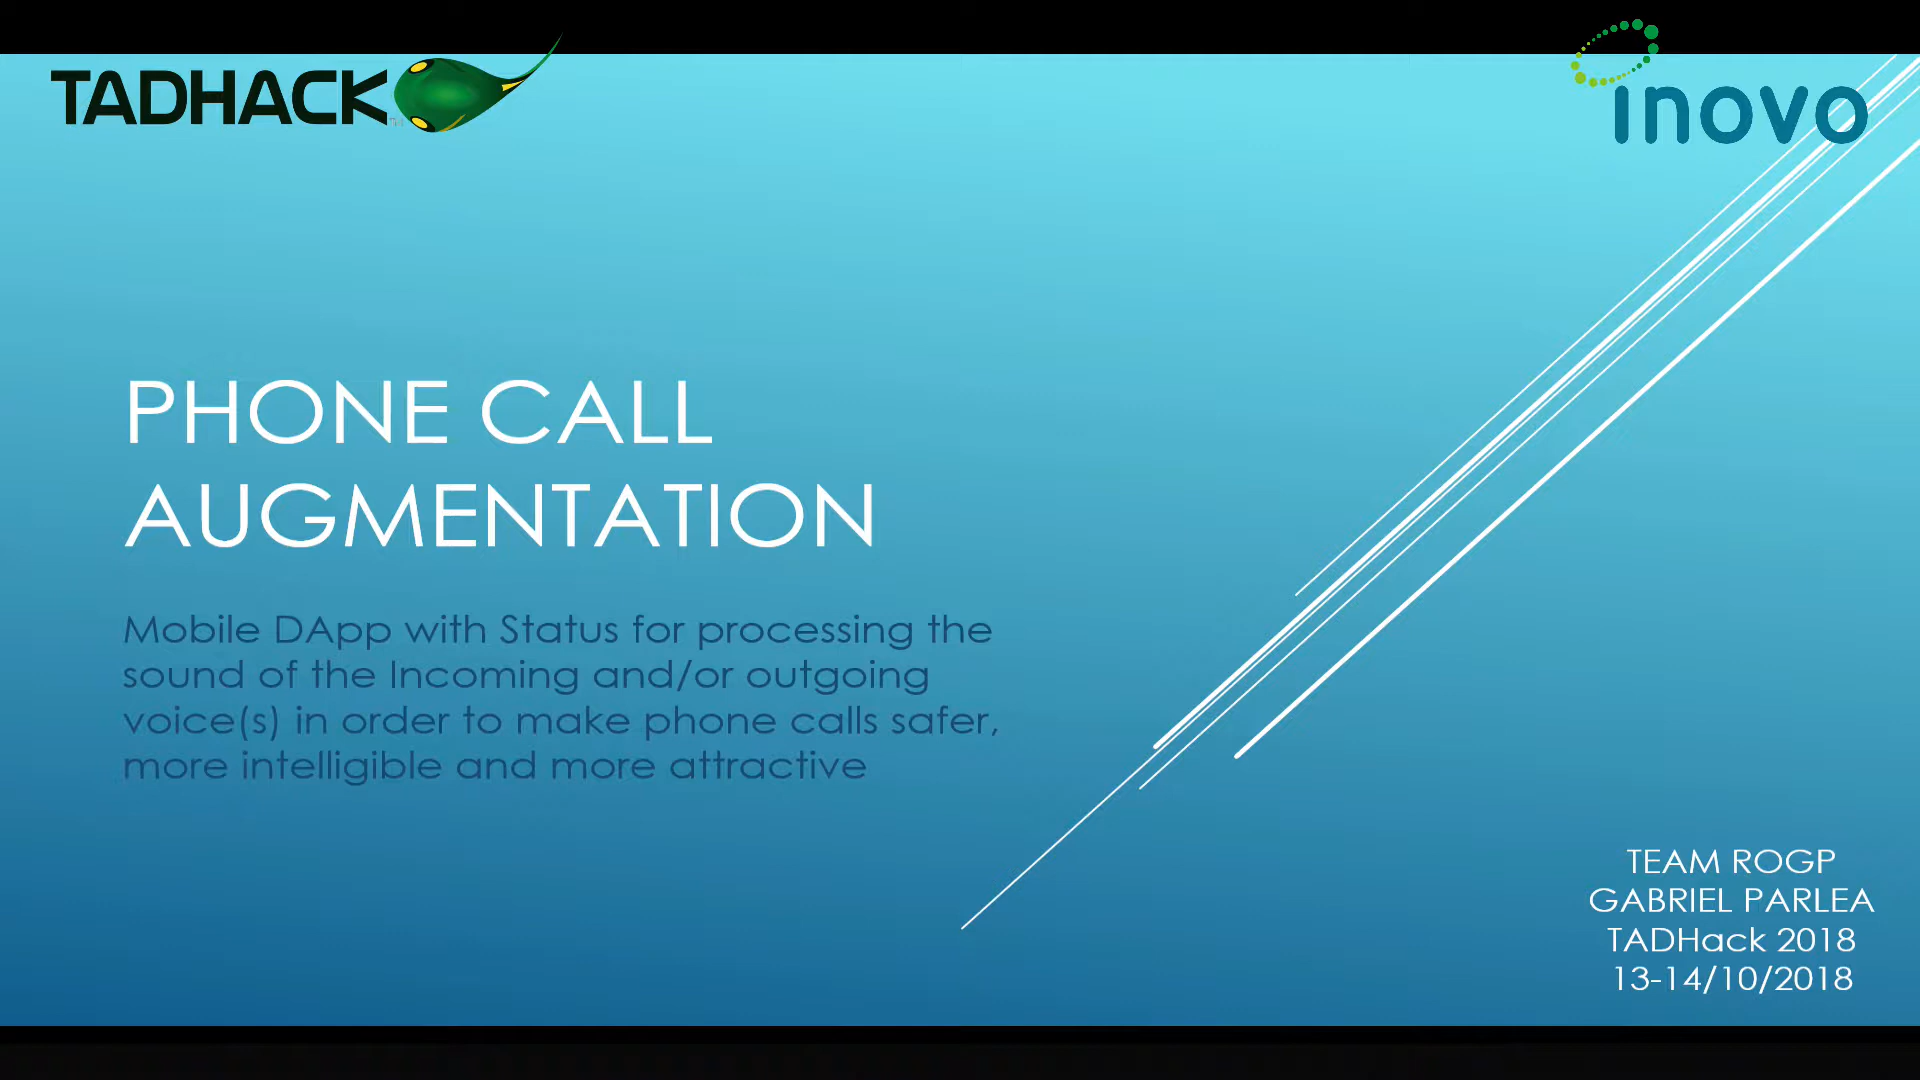 TADHACK
inovo
PHONE CALL
AUGMENTATION
Mobile DApp with Status for processing the
sound of the Incoming and/or outgoing
voice(s) in order to make phone calls safer,
more intelligible and more attractive
TEAM ROGP
GABRIEL PARLEA
TADHack 2018
13-14/10/2018